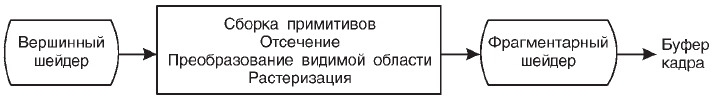 Вершинный
шейдер
Сборка примитивов
Отсечение
Преобразование видимой области
Растеризация
Фрагментарный
шейдер
Буфер
кадра